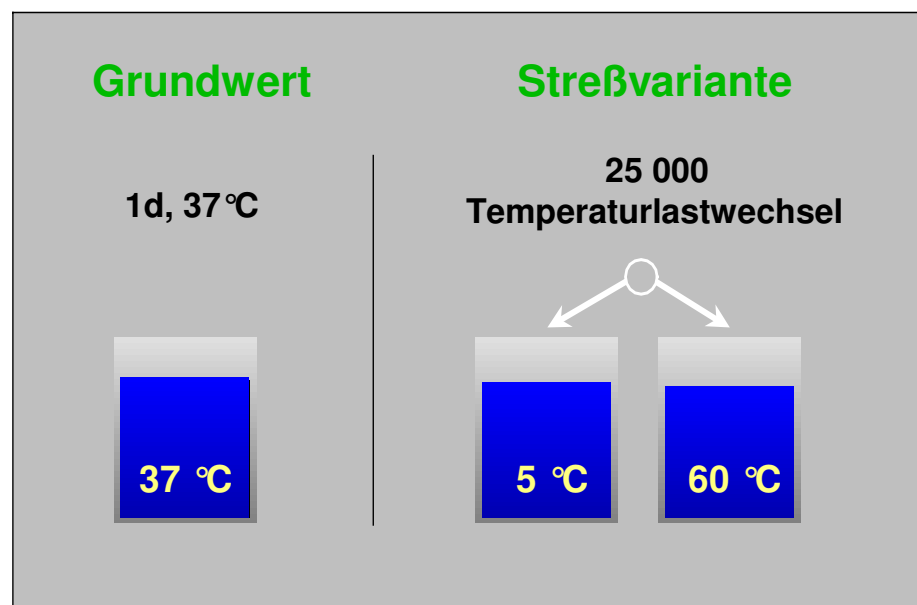 Grundwert
Streßvariante
1d, 37°C
25 000
Temperaturlastwechsel
37 °C
5 °C
60 °C